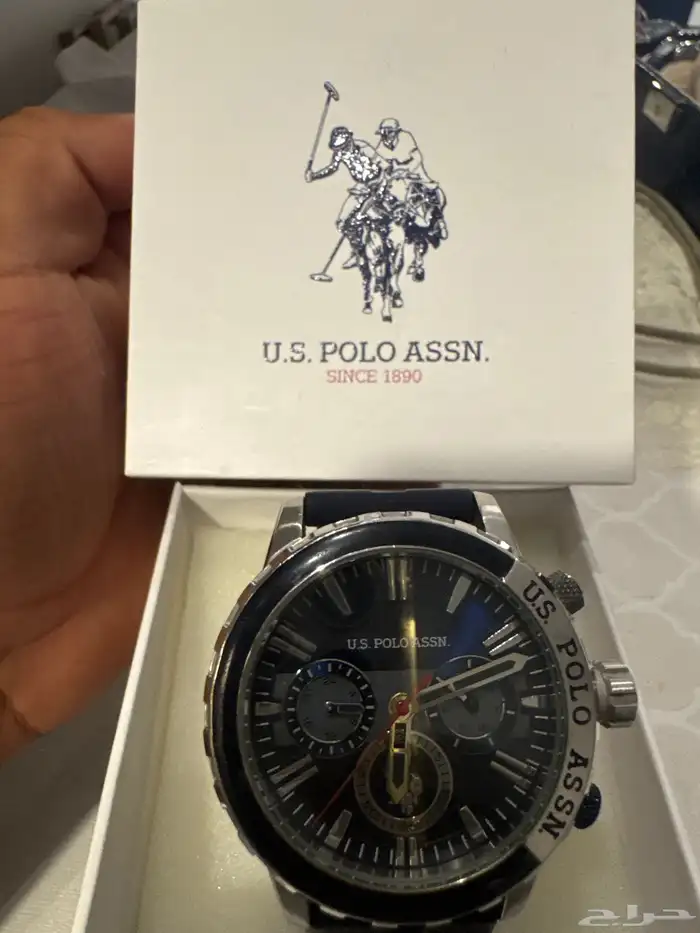 U.S. POLO ASSN.
SINCE 1890
U.S. POLO ASSN.
U.S. POLO ASSN.
حراج